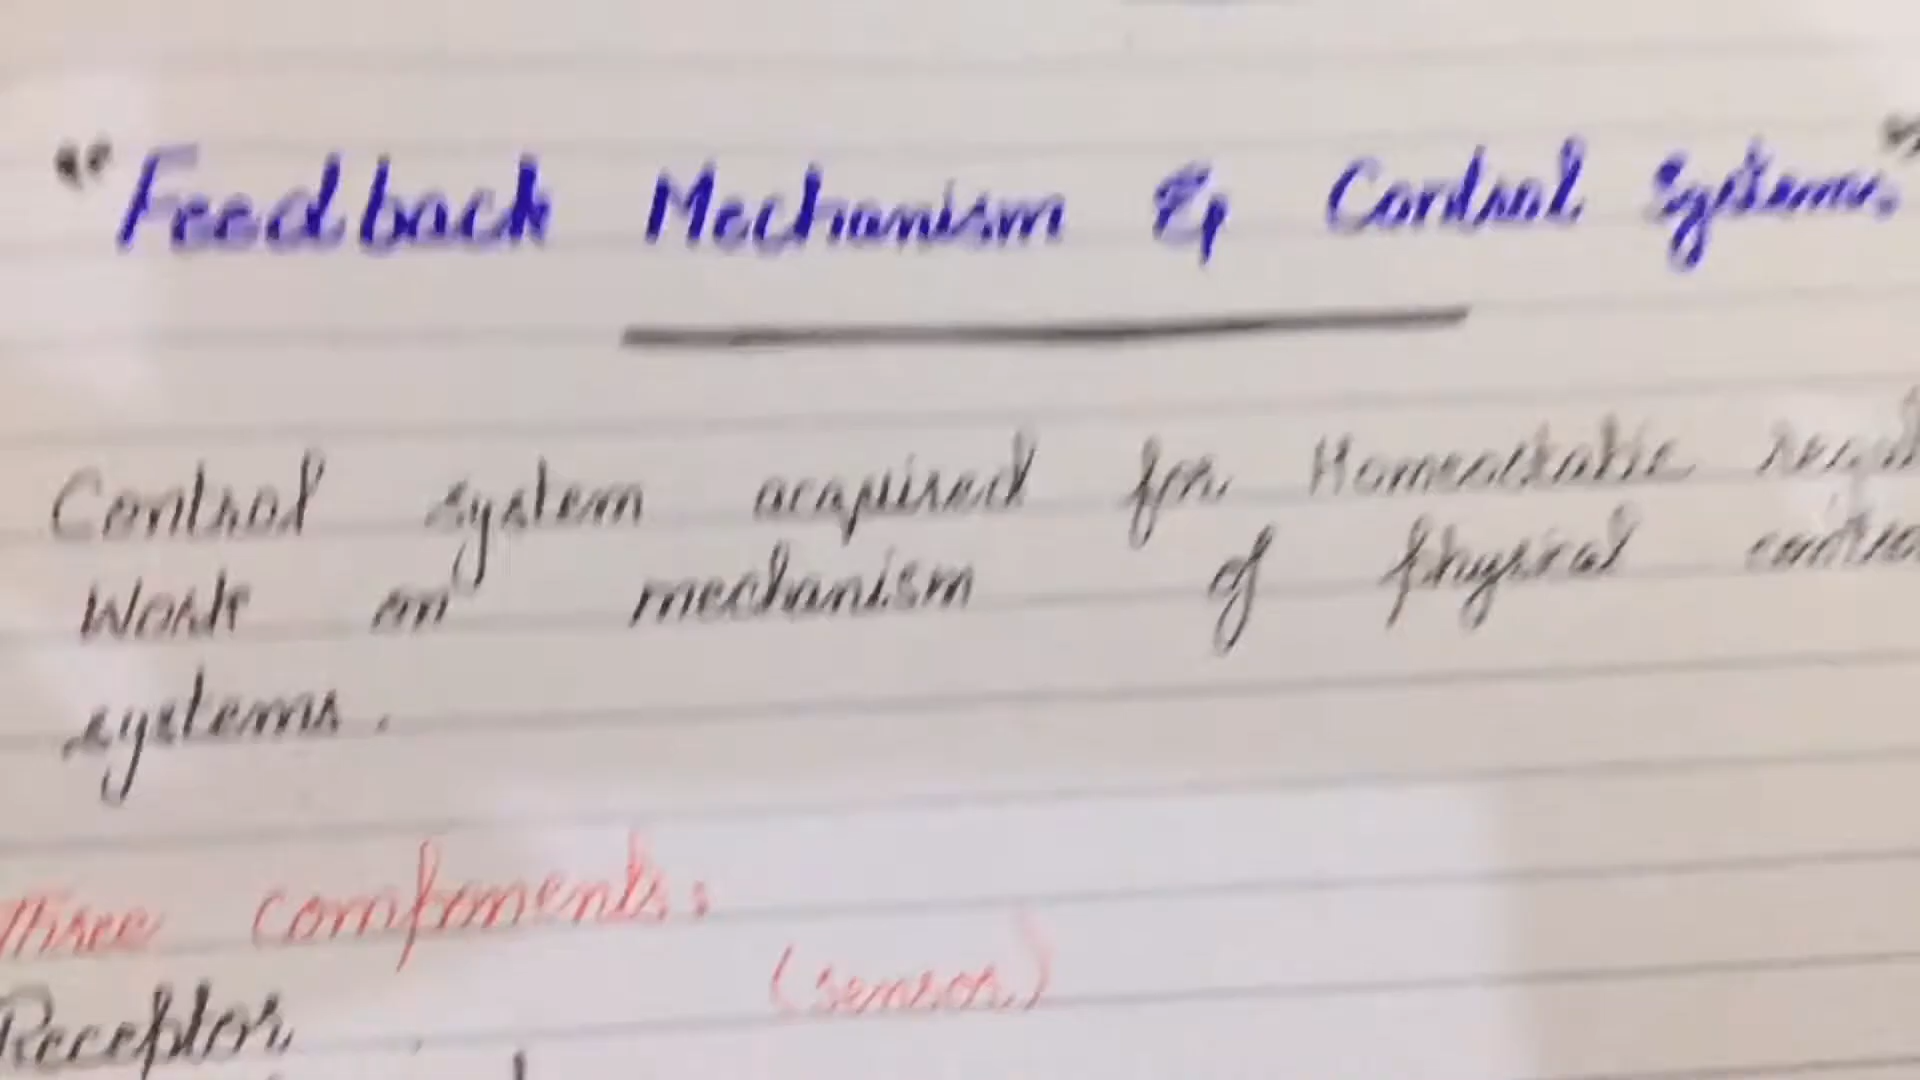 "Feedback Mechanism & Control Systems"
Control system acquired for Homeostatic
Work on mechanism of physical
systems.
Three components:
Receptor (sensor)